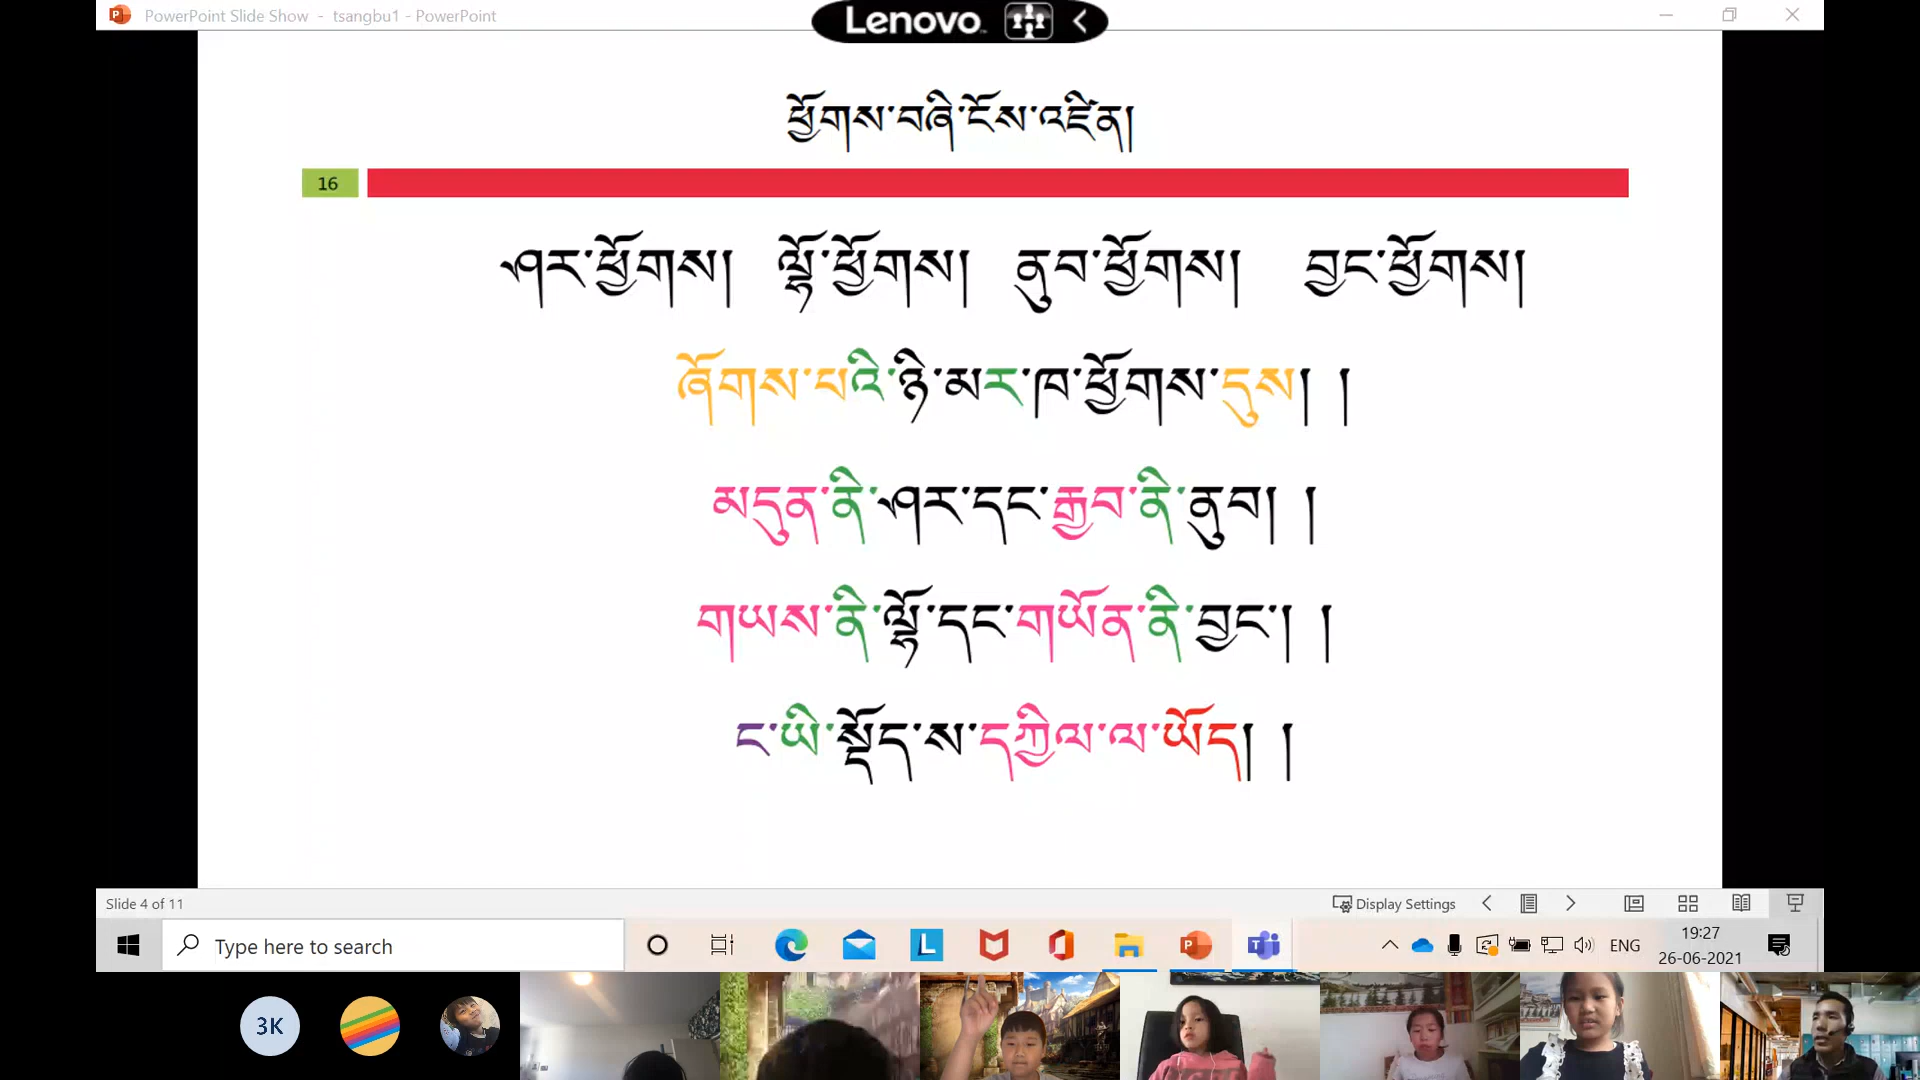 PowerPoint Slide Show - tsangbu1 - PowerPoint
Lenovo
ཕྱོགས་བཞི་ངོས་འཛིན།
16
ཤར་ཕྱོགས། ལྷོ་ཕྱོགས། ནུབ་ཕྱོགས། བྱང་ཕྱོགས།
ཞོགས་པའི་ཉི་མར་ཁ་ཕྱོགས་དུས། །
མདུན་ནི་ཤར་དང་རྒྱབ་ནི་ནུབ། །
གཡས་ནི་ལྷོ་དང་གཡོན་ནི་བྱང་། །
ང་ཡི་སྡོད་ས་དཀྱིལ་ལ་ཡོད། །
Slide 4 of 11
Display Settings
Type here to search
ENG
19:27
26-06-2021
3K